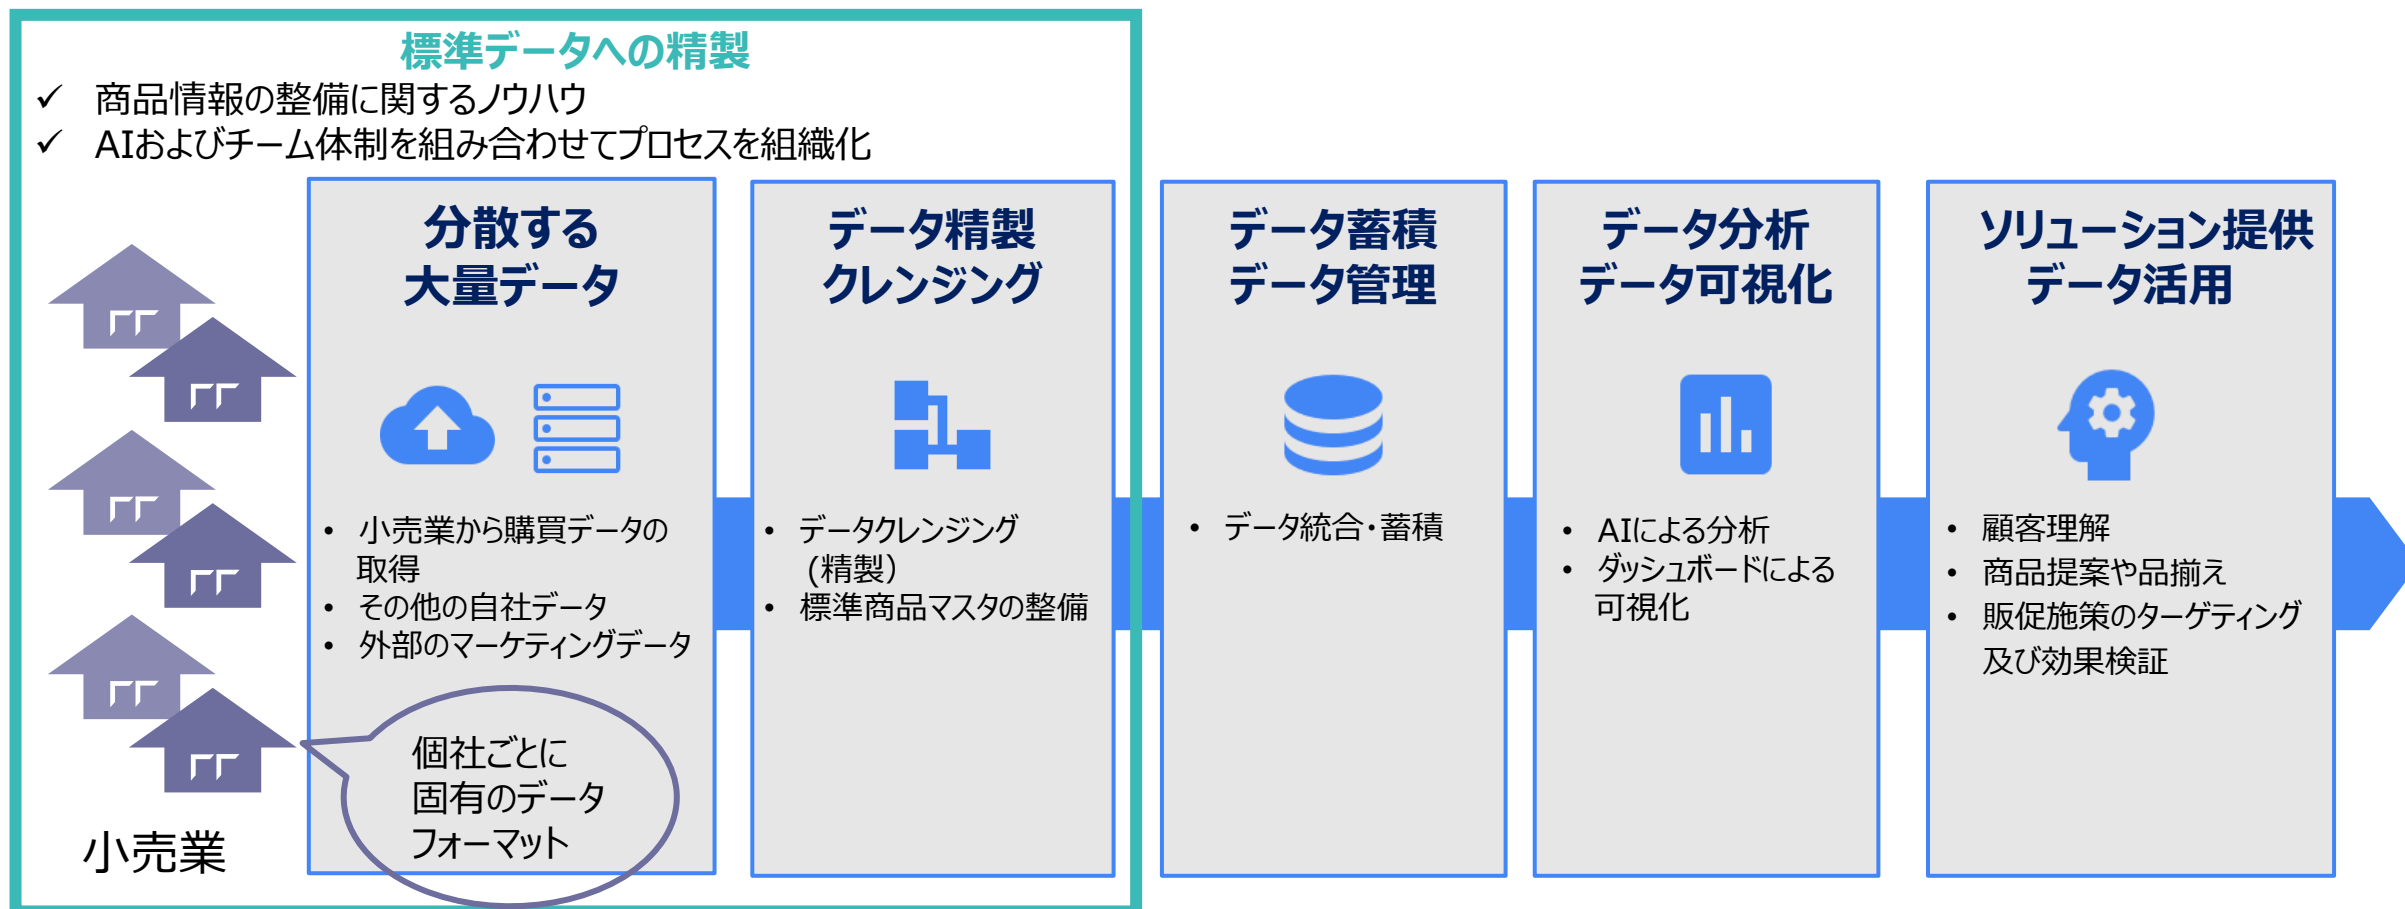 標準データへの精製
✓ 商品情報の整備に関するノウハウ
✓ AIおよびチーム体制を組み合わせてプロセスを組織化
分散する
大量データ
• 小売業から購買データの
取得
• その他の自社データ
• 外部のマーケティングデータ
個社ごとに
固有のデータ
フォーマット
小売業
データ精製
クレンジング
• データクレンジング
(精製）
• 標準商品マスタの整備
データ蓄積
データ管理
• データ統合・蓄積
データ分析
データ可視化
• AIによる分析
• ダッシュボードによる
可視化
ソリューション提供
データ活用
• 顧客理解
• 商品提案や品揃え
• 販促施策のターゲティング
及び効果検証